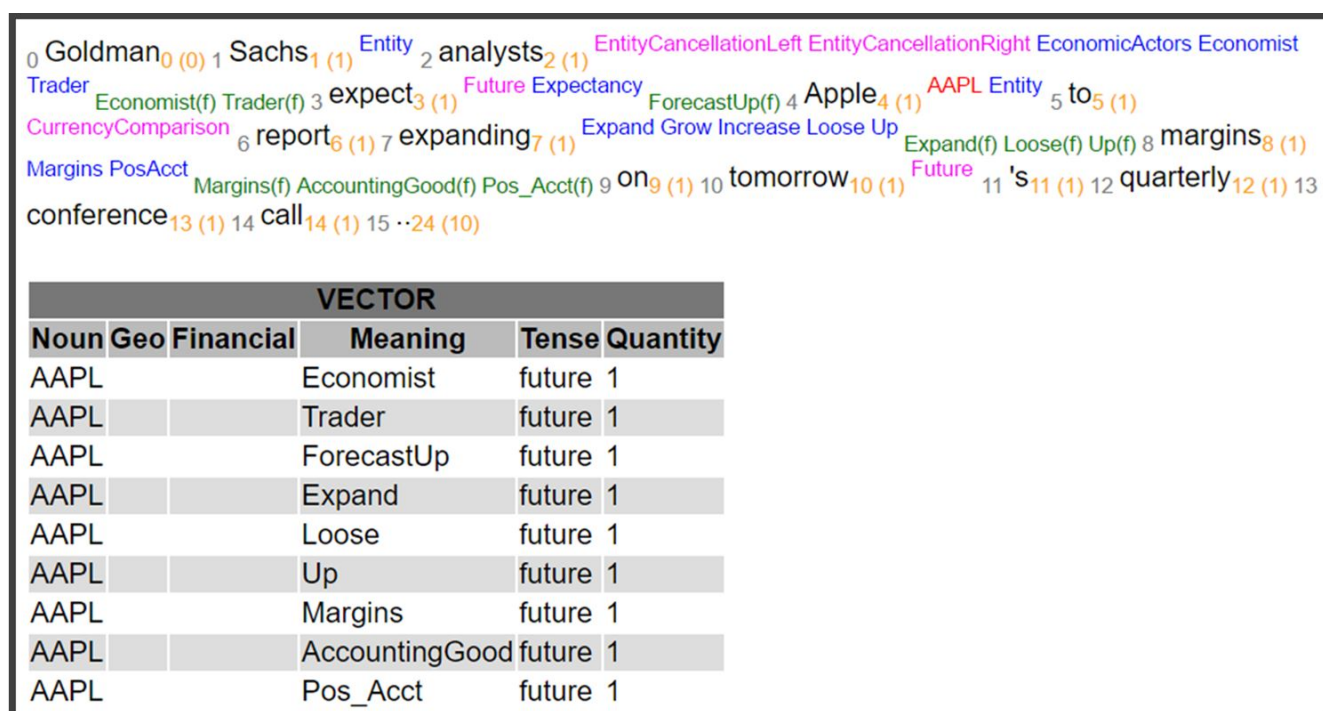 0 Goldman0 (0) 1 Sachs1 (1) Entity 2 analysts2 (1) EntityCancellationLeft EntityCancellationRight EconomicActors Economist
Trader Economist(f) Trader(f) 3 expect3 (1) Future Expectancy ForecastUp(f) 4 Apple4 (1) AAPL Entity 5 to5 (1)
CurrencyComparison 6 report6 (1) 7 expanding7 (1) Expand Grow Increase Loose Up Expand(f) Loose(f) Up(f) 8 margins8 (1)
Margins PosAcct Margins(f) AccountingGood(f) Pos_Acct(f) 9 on9 (1) 10 tomorrow10 (1) Future 11 's11 (1) 12 quarterly12 (1) 13
conference13 (1) 14 call14 (1) 15 ..24 (10)
VECTOR
Noun Geo Financial Meaning Tense Quantity
AAPL Economist future 1
AAPL Trader future 1
AAPL ForecastUp future 1
AAPL Expand future 1
AAPL Loose future 1
AAPL Up future 1
AAPL Margins future 1
AAPL AccountingGood future 1
AAPL Pos_Acct future 1